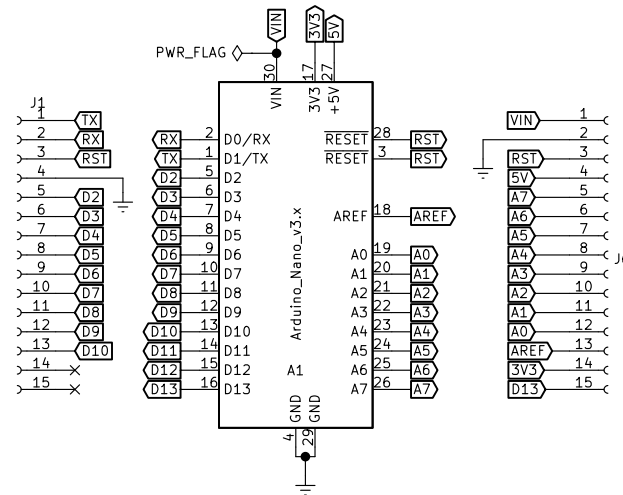 VIN
3V3
5V
PWR_FLAG
30
17
27
VIN
3V3
+5V
J1
1 TX
2 RX
3 RST
4
5 D2
6 D3
7 D4
8 D5
9 D6
10 D7
11 D8
12 D9
13 D10
14
15
RX 2 D0/RX
TX 1 D1/TX
D2 5 D2
D3 6 D3
D4 7 D4
D5 8 D5
D6 9 D6
D7 10 D7
D8 11 D8
D9 12 D9
D10 13 D10
D11 14 D11
D12 15 D12
D13 16 D13
Arduino_Nano_v3.x
A1
RESET 28 RST
RESET 3 RST
AREF 18 AREF
A0 19 A0
A1 20 A1
A2 21 A2
A3 22 A3
A4 23 A4
A5 24 A5
A6 25 A6
A7 26 A7
GND
GND
4
29
VIN 1
2
RST 3
5V 4
A7 5
A6 6
A5 7
A4 8
A3 9
A2 10
A1 11
A0 12
AREF 13
3V3 14
D13 15